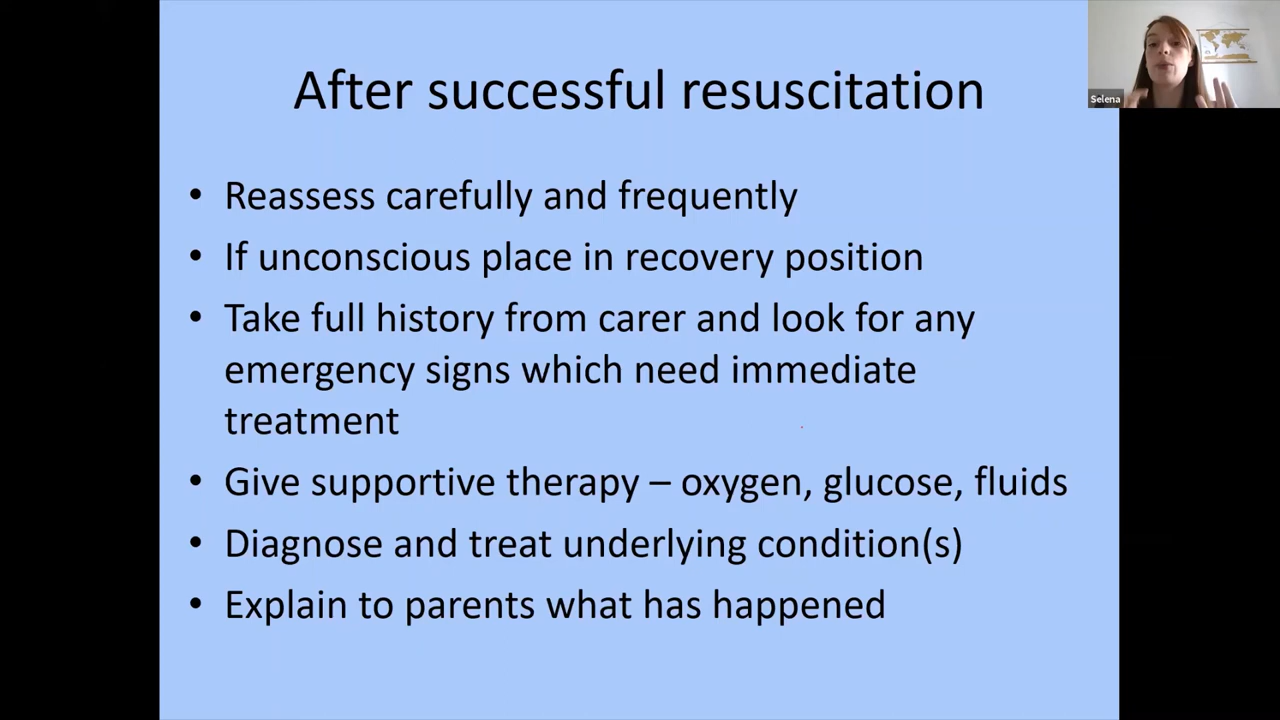 After successful resuscitation
Selena
• Reassess carefully and frequently
• If unconscious place in recovery position
• Take full history from carer and look for any
emergency signs which need immediate
treatment
• Give supportive therapy – oxygen, glucose, fluids
• Diagnose and treat underlying condition(s)
• Explain to parents what has happened